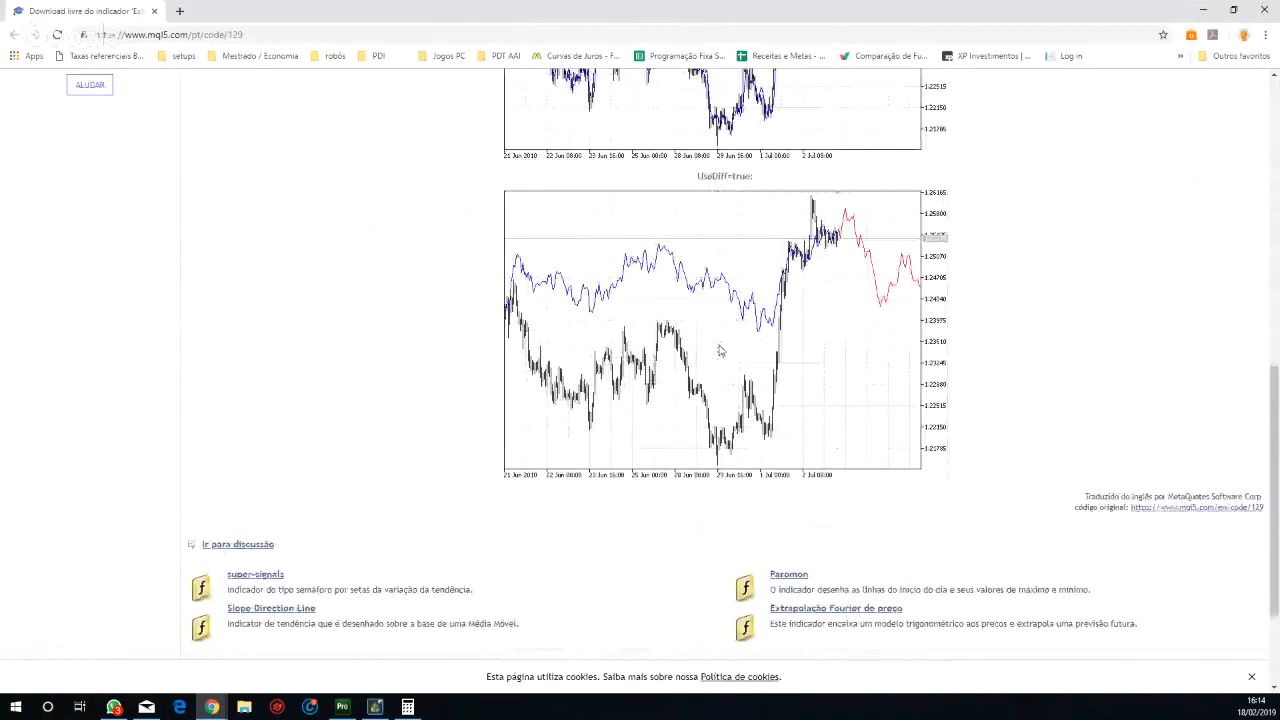 Download livre do indicador 'Ext
https://www.mql5.com/pt/code/129
Apps
Taxas referenciais B...
setups
Mestrado / Economia
robôs
PDI
Jogos PC
PDT AAI
Curvas de Juros - F...
Programação Fixa S...
Receitas e Metas - ...
Comparação de Fu...
XP Investimentos | ...
Log in
»
Outros favoritos
ALUGAR
1.22515
1.22150
1.21785
21 Jun 2010 22 Jun 08:00 23 Jun 16:00 25 Jun 00:00 28 Jun 08:00 29 Jun 16:00 1 Jul 00:00 2 Jul 08:00
UseDiff=true:
1.26165
1.25800
1.25070
1.24705
1.24340
1.23975
1.23610
1.23245
1.22880
1.22515
1.22150
1.21785
21 Jun 2010 22 Jun 08:00 23 Jun 16:00 25 Jun 00:00 28 Jun 08:00 29 Jun 16:00 1 Jul 00:00 2 Jul 08:00
Traduzido do inglês por MetaQuotes Software Corp.
código original: https://www.mql5.com/en/code/129
Ir para discussão
super-signals
Indicador do tipo semáforo por setas da variação da tendência.
Slope Direction Line
Indicador de tendência que é desenhado sobre a base de uma Média Móvel.
Paromon
O indicador desenha as linhas do início do dia e seus valores de máximo e mínimo.
Extrapolação Fourier de preço
Este indicador encaixa um modelo trigonométrico aos preços e extrapola uma previsão futura.
Esta página utiliza cookies. Saiba mais sobre nossa Política de cookies.
3
Pro
16:14
18/02/2019